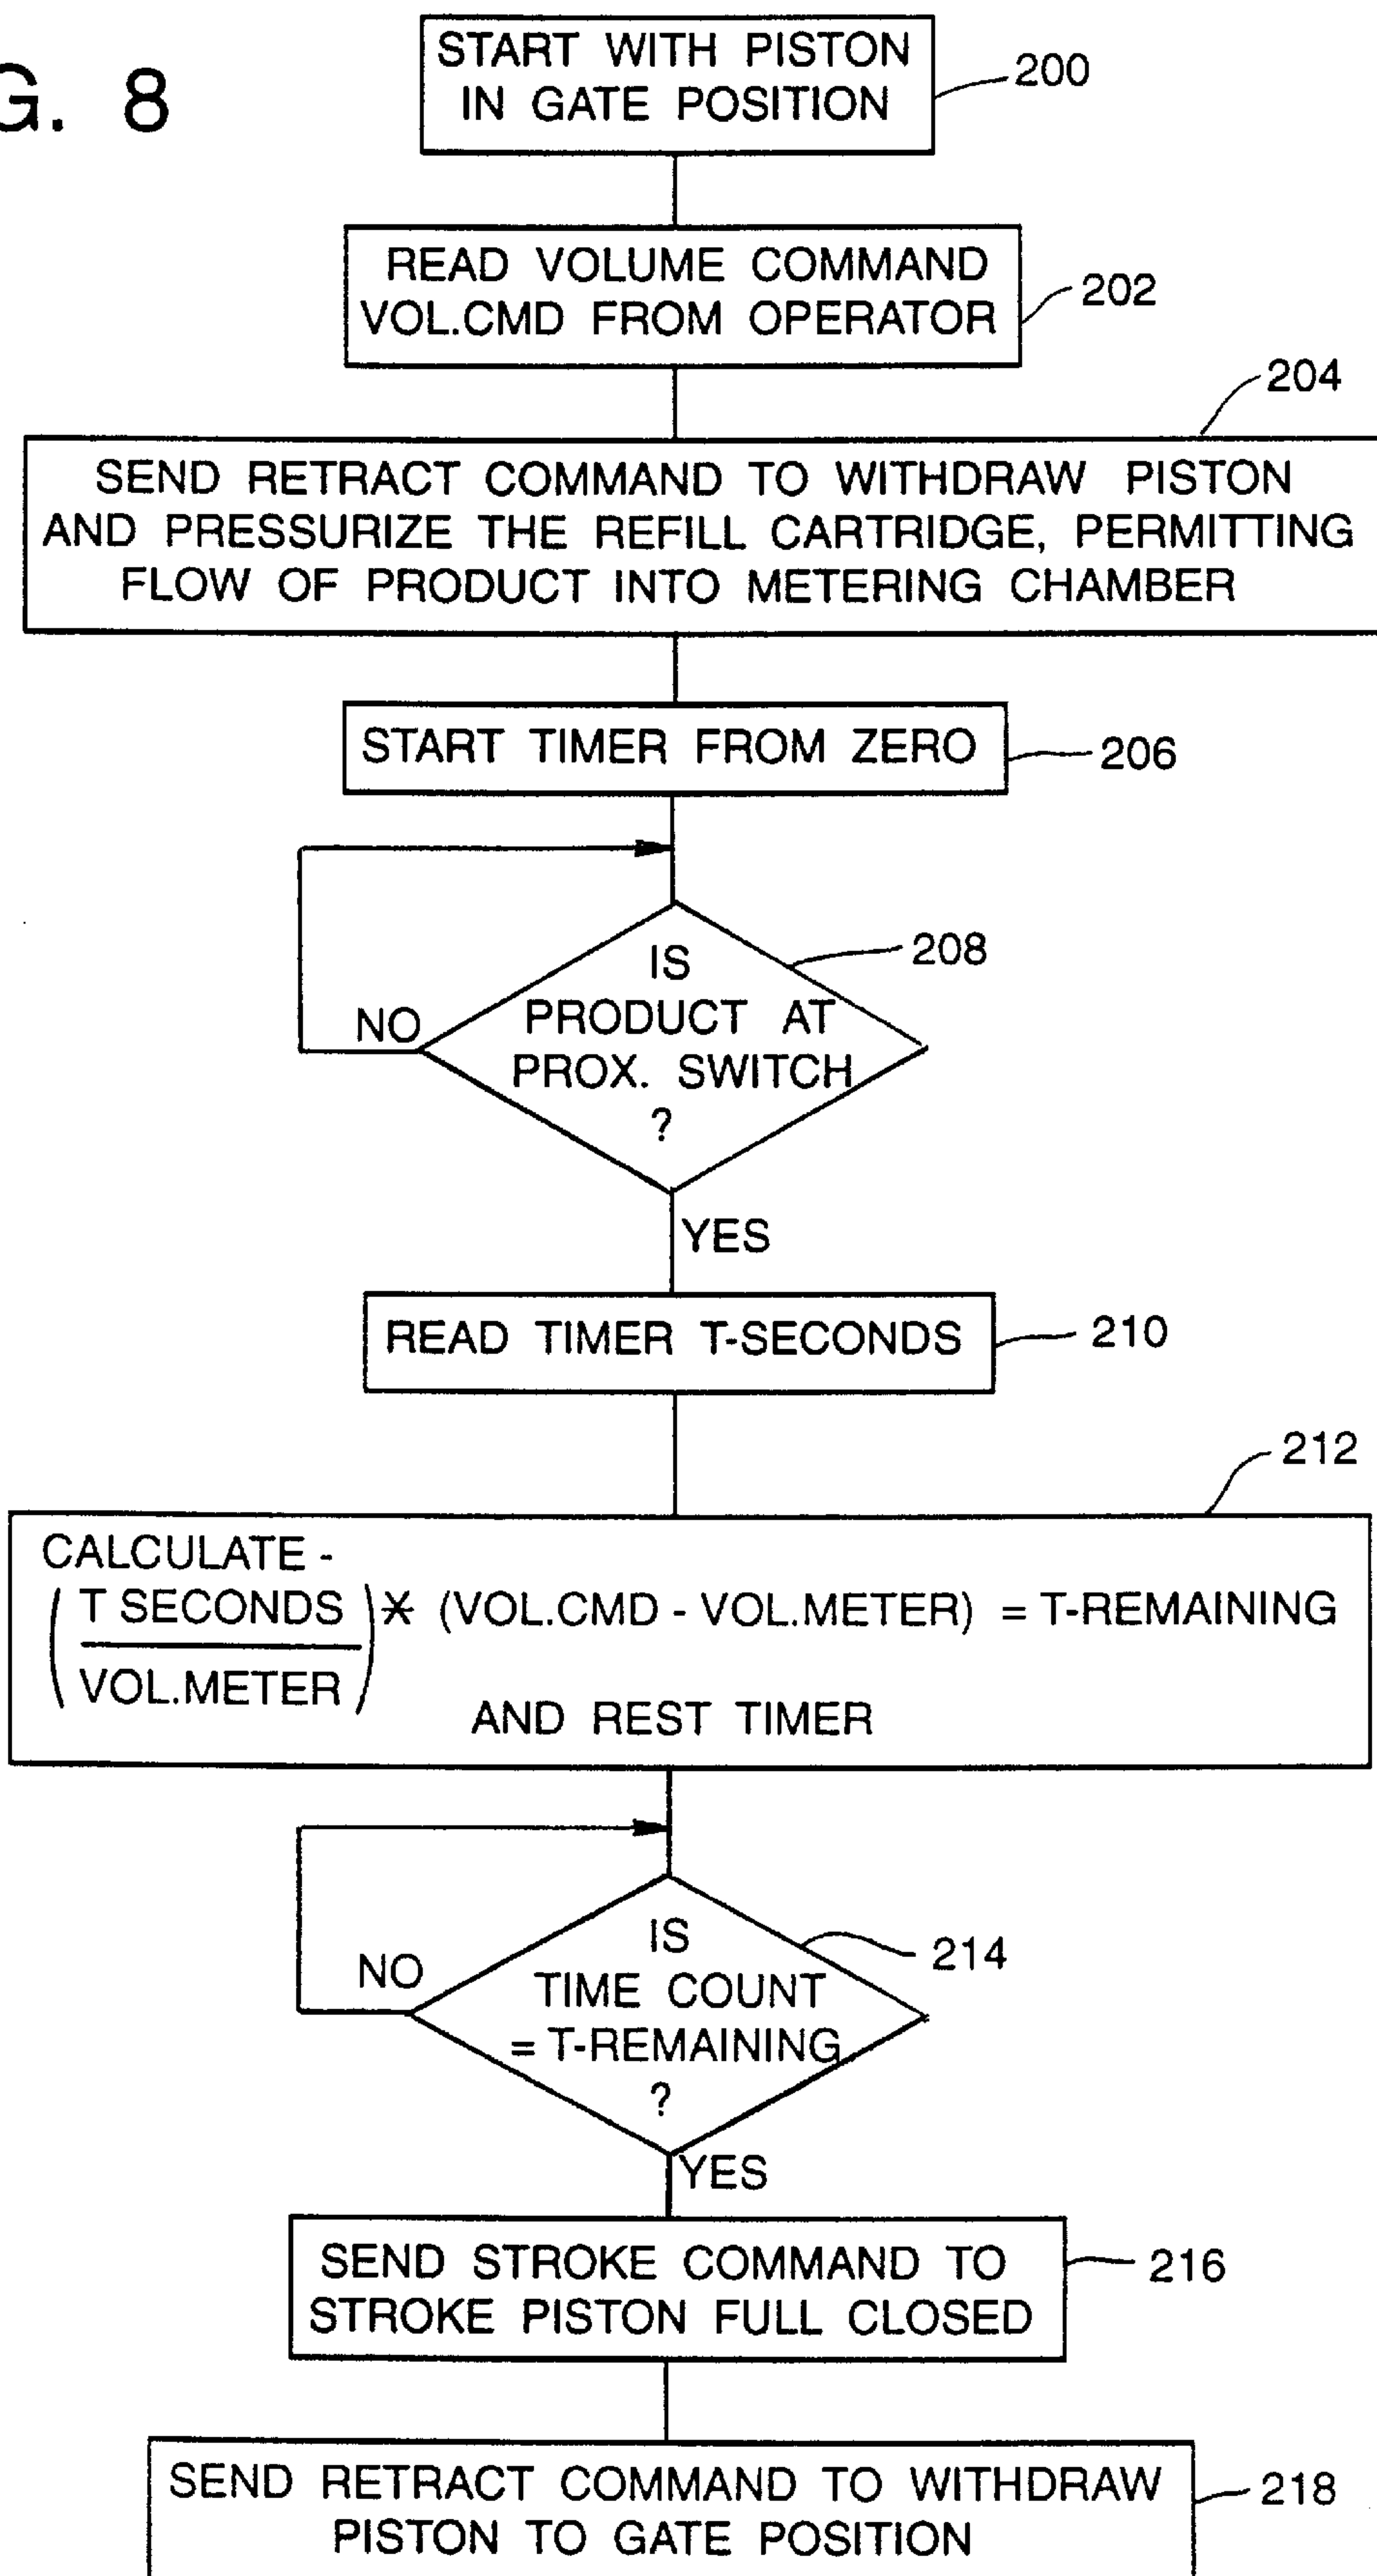 G. 8
START WITH PISTON
IN GATE POSITION
200
READ VOLUME COMMAND
VOL.CMD FROM OPERATOR
202
204
SEND RETRACT COMMAND TO WITHDRAW PISTON
AND PRESSURIZE THE REFILL CARTRIDGE, PERMITTING
FLOW OF PRODUCT INTO METERING CHAMBER
START TIMER FROM ZERO
206
208
IS
PRODUCT AT
PROX. SWITCH
?
NO
YES
READ TIMER T-SECONDS
210
212
CALCULATE -
(T SECONDS
VOL.METER) * (VOL.CMD - VOL.METER) = T-REMAINING
AND REST TIMER
214
IS
TIME COUNT
= T-REMAINING
?
NO
YES
SEND STROKE COMMAND TO
STROKE PISTON FULL CLOSED
216
SEND RETRACT COMMAND TO WITHDRAW
PISTON TO GATE POSITION
218